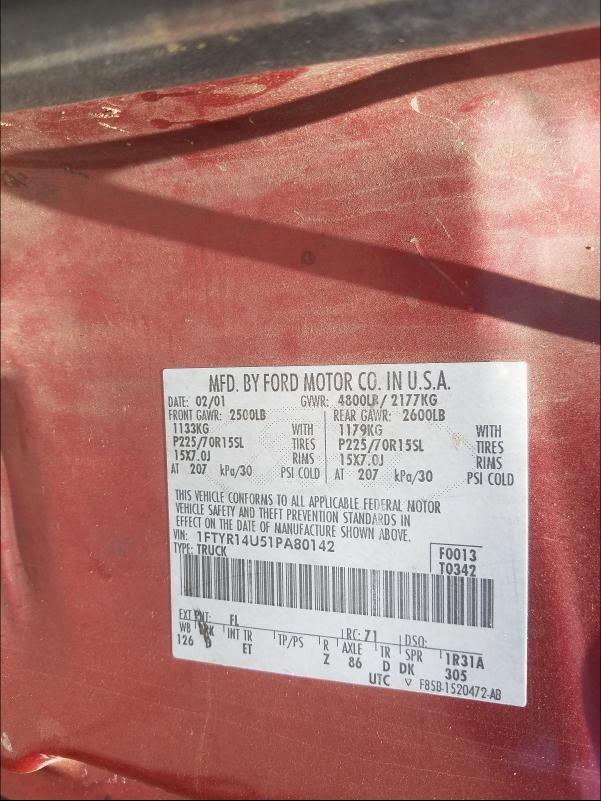 MFD. BY FORD MOTOR CO. IN U.S.A.
DATE: 02/01 GVWR: 4800LB / 2177KG
FRONT GAWR: 2500LB REAR GAWR: 2600LB
1133KG WITH 1179KG WITH
P225/70R15SL TIRES P225/70R15SL TIRES
15X7.0J RIMS 15X7.0J RIMS
AT 207 kPa/30 PSI COLD AT 207 kPa/30 PSI COLD
THIS VEHICLE CONFORMS TO ALL APPLICABLE FEDERAL MOTOR
VEHICLE SAFETY AND THEFT PREVENTION STANDARDS IN
EFFECT ON THE DATE OF MANUFACTURE SHOWN ABOVE.
VIN: 1FTYR14U51PA80142
TYPE: TRUCK F0013
T0342
EXT PNT: FL RC: 71 DSO:
WB BRK INT TR TP/PS R AXLE TR SPR 1R31A
126 D ET Z 86 D DK 305
UTC F85B-1520472-AB